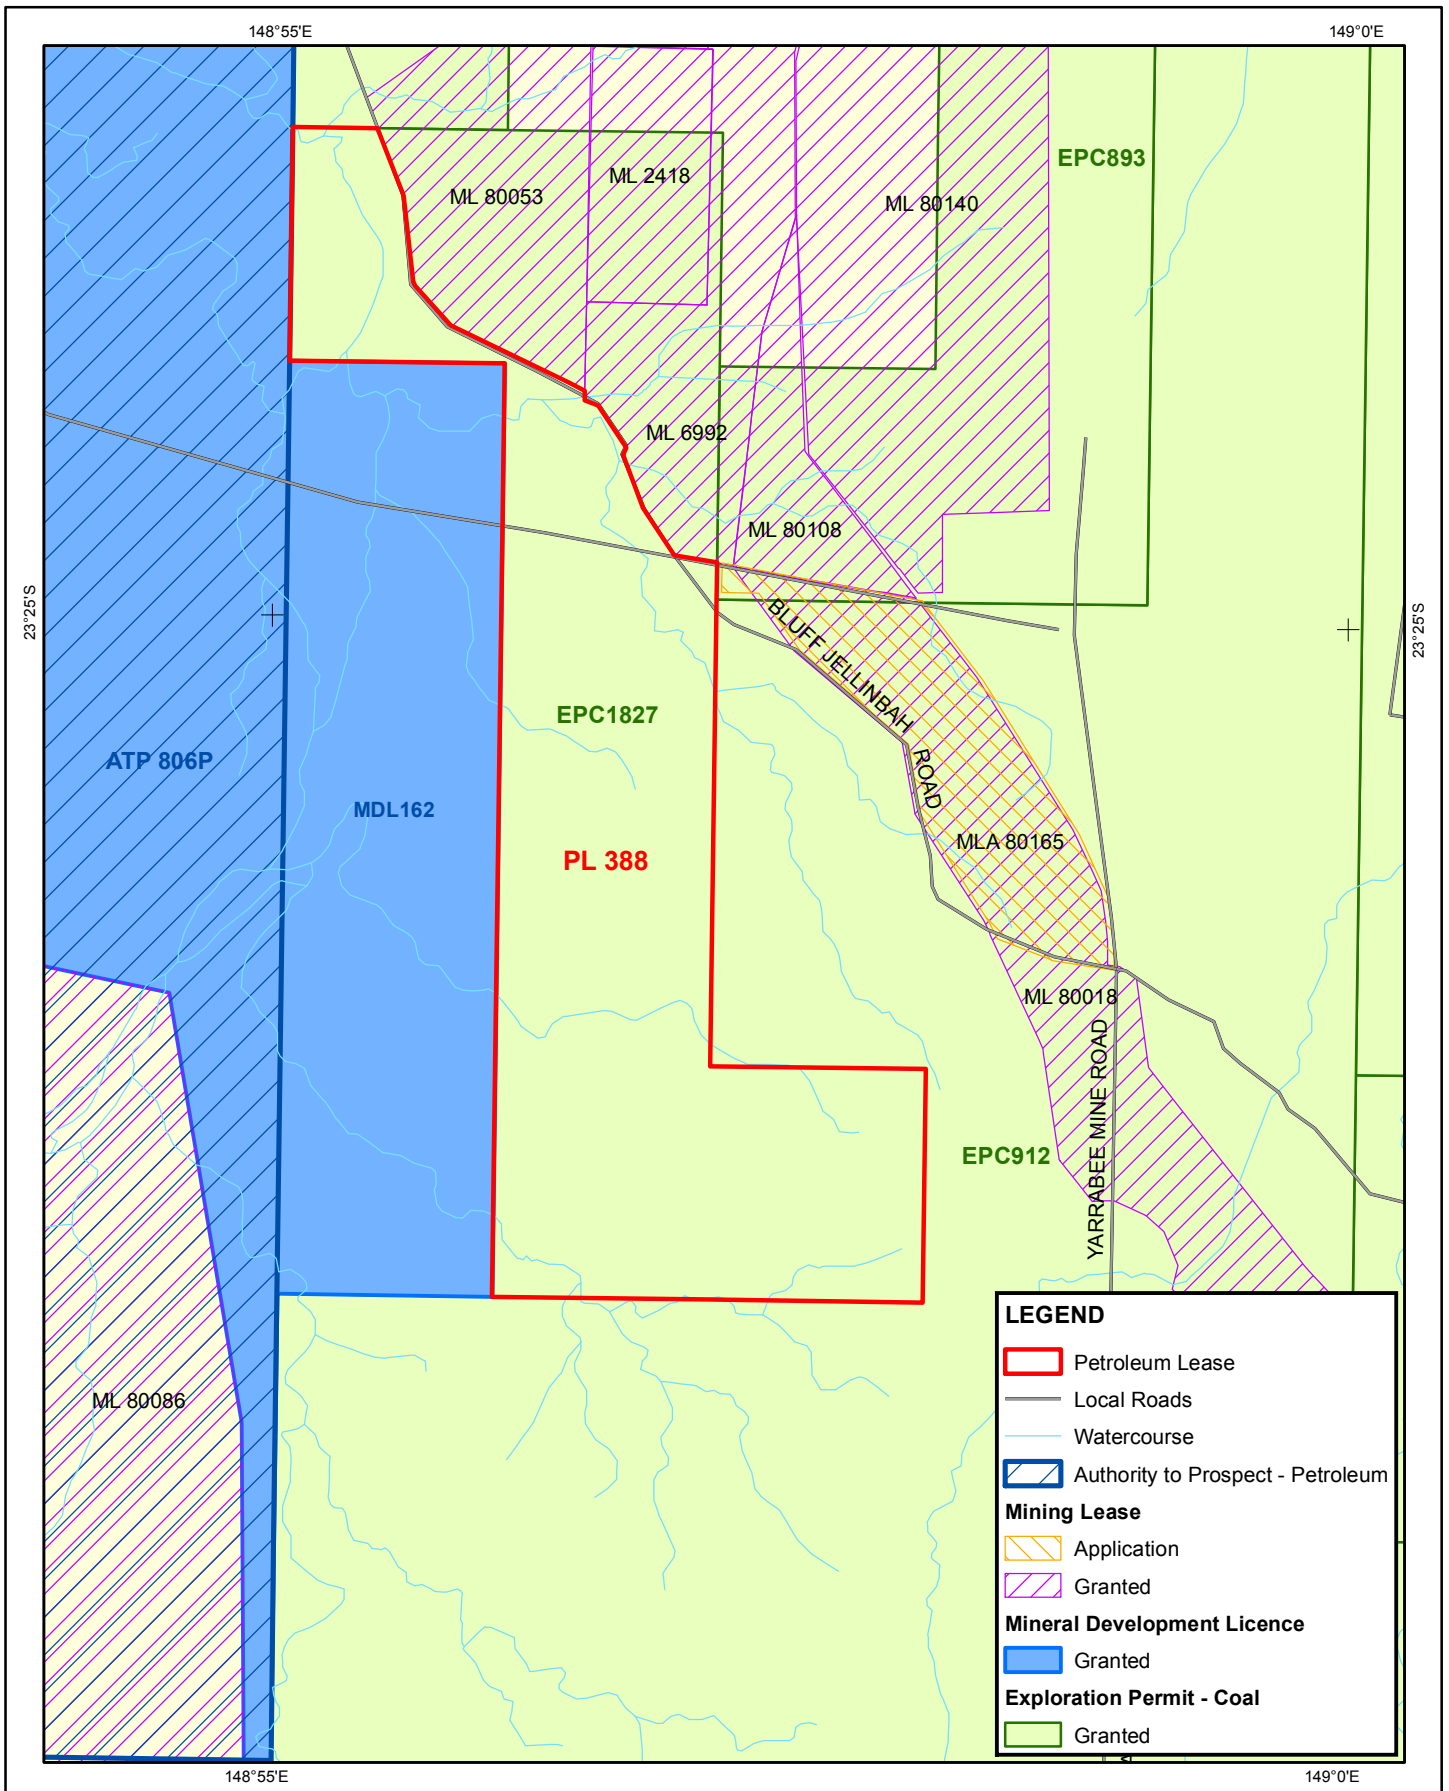 148°55'E
149°0'E
EPC893
ML 2418
ML 80053
ML 80140
ML 6992
ML 80108
23°25'S
23°25'S
BLUFF JELLINBAH ROAD
EPC1827
ATP 806P
MDL162
MLA 80165
PL 388
ML 80018
YARRABEE MINE ROAD
EPC912
ML 80086
LEGEND
Petroleum Lease
Local Roads
Watercourse
Authority to Prospect - Petroleum
Mining Lease
Application
Granted
Mineral Development Licence
Granted
Exploration Permit - Coal
Granted
148°55'E
149°0'E